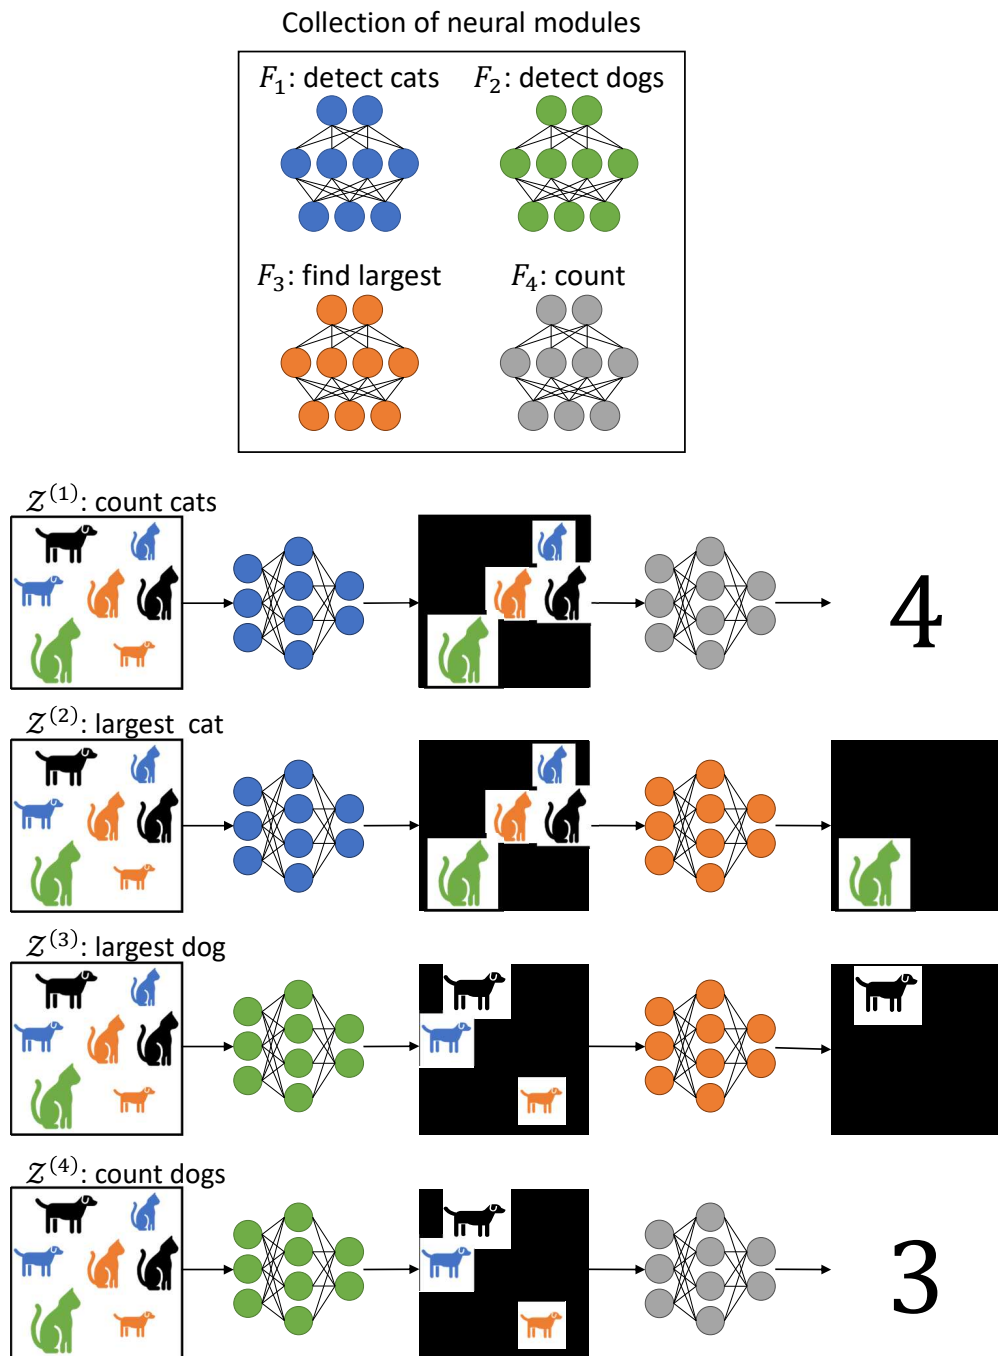 Collection of neural modules
F₁: detect cats
F₂: detect dogs
F₃: find largest
F₄: count
𝒵⁽¹⁾: count cats
4
𝒵⁽²⁾: largest cat
𝒵⁽³⁾: largest dog
𝒵⁽⁴⁾: count dogs
3